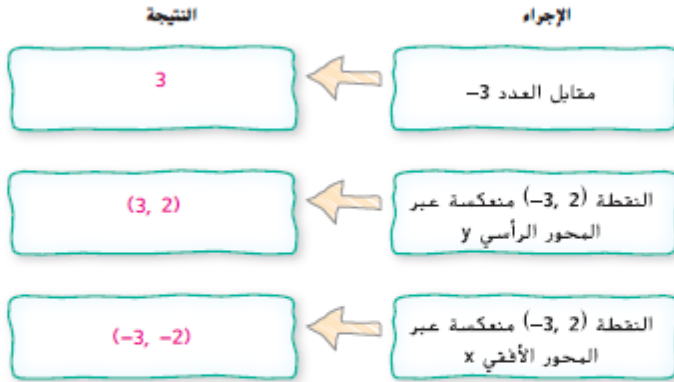 الإجراء
النتيجة
مقابل العدد 3–
3
النقطة (2 ,3–) منعكسة عبر
المحور الرأسي y
(3, 2)
النقطة (2 ,3–) منعكسة عبر
المحور الأفقي x
(–3, –2)